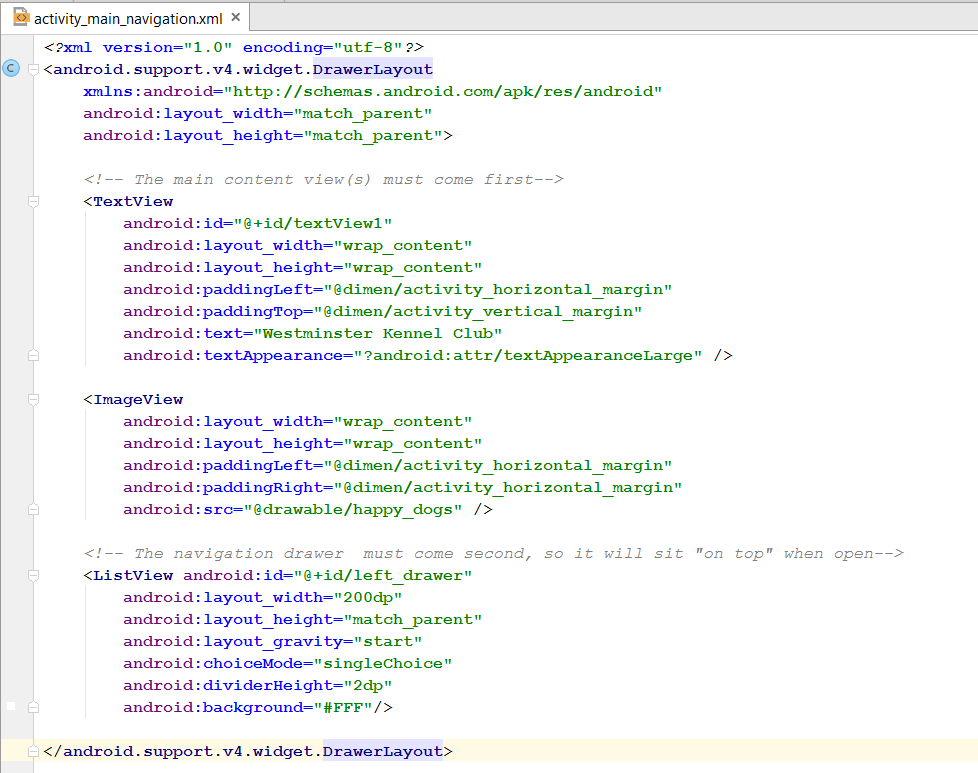 activity_main_navigation.xml ×
<?xml version="1.0" encoding="utf-8"?>
C
<android.support.v4.widget.DrawerLayout
    xmlns:android="http://schemas.android.com/apk/res/android"
    android:layout_width="match_parent"
    android:layout_height="match_parent">

    <!-- The main content view(s) must come first-->
    <TextView
        android:id="@+id/textView1"
        android:layout_width="wrap_content"
        android:layout_height="wrap_content"
        android:paddingLeft="@dimen/activity_horizontal_margin"
        android:paddingTop="@dimen/activity_vertical_margin"
        android:text="Westminster Kennel Club"
        android:textAppearance="?android:attr/textAppearanceLarge" />

    <ImageView
        android:layout_width="wrap_content"
        android:layout_height="wrap_content"
        android:paddingLeft="@dimen/activity_horizontal_margin"
        android:paddingRight="@dimen/activity_horizontal_margin"
        android:src="@drawable/happy_dogs" />

    <!-- The navigation drawer  must come second, so it will sit "on top" when open-->
    <ListView android:id="@+id/left_drawer"
        android:layout_width="200dp"
        android:layout_height="match_parent"
        android:layout_gravity="start"
        android:choiceMode="singleChoice"
        android:dividerHeight="2dp"
        android:background="#FFF"/>

</android.support.v4.widget.DrawerLayout>